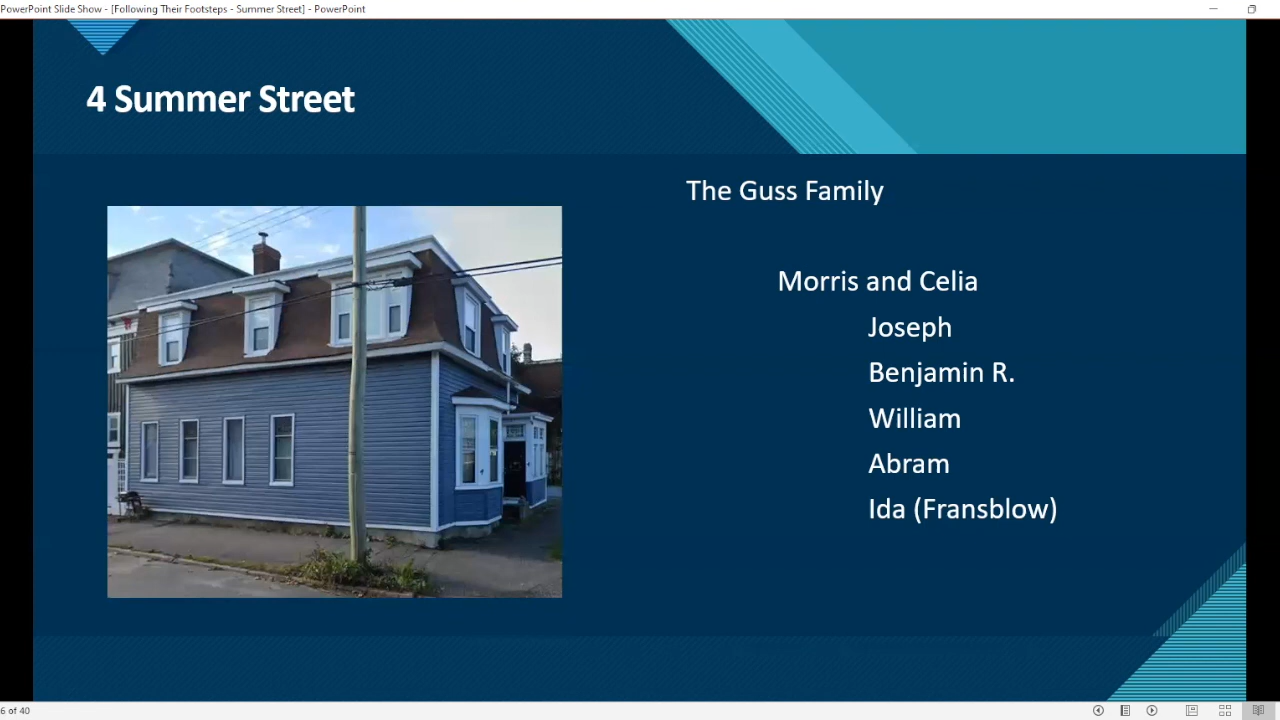 PowerPoint Slide Show - [Following Their Footsteps - Summer Street] - PowerPoint
4 Summer Street
The Guss Family
Morris and Celia
Joseph
Benjamin R.
William
Abram
Ida (Fransblow)
6 of 40